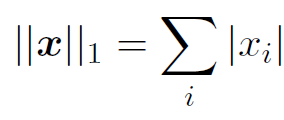 ||x||₁ = ∑ᵢ |xᵢ|